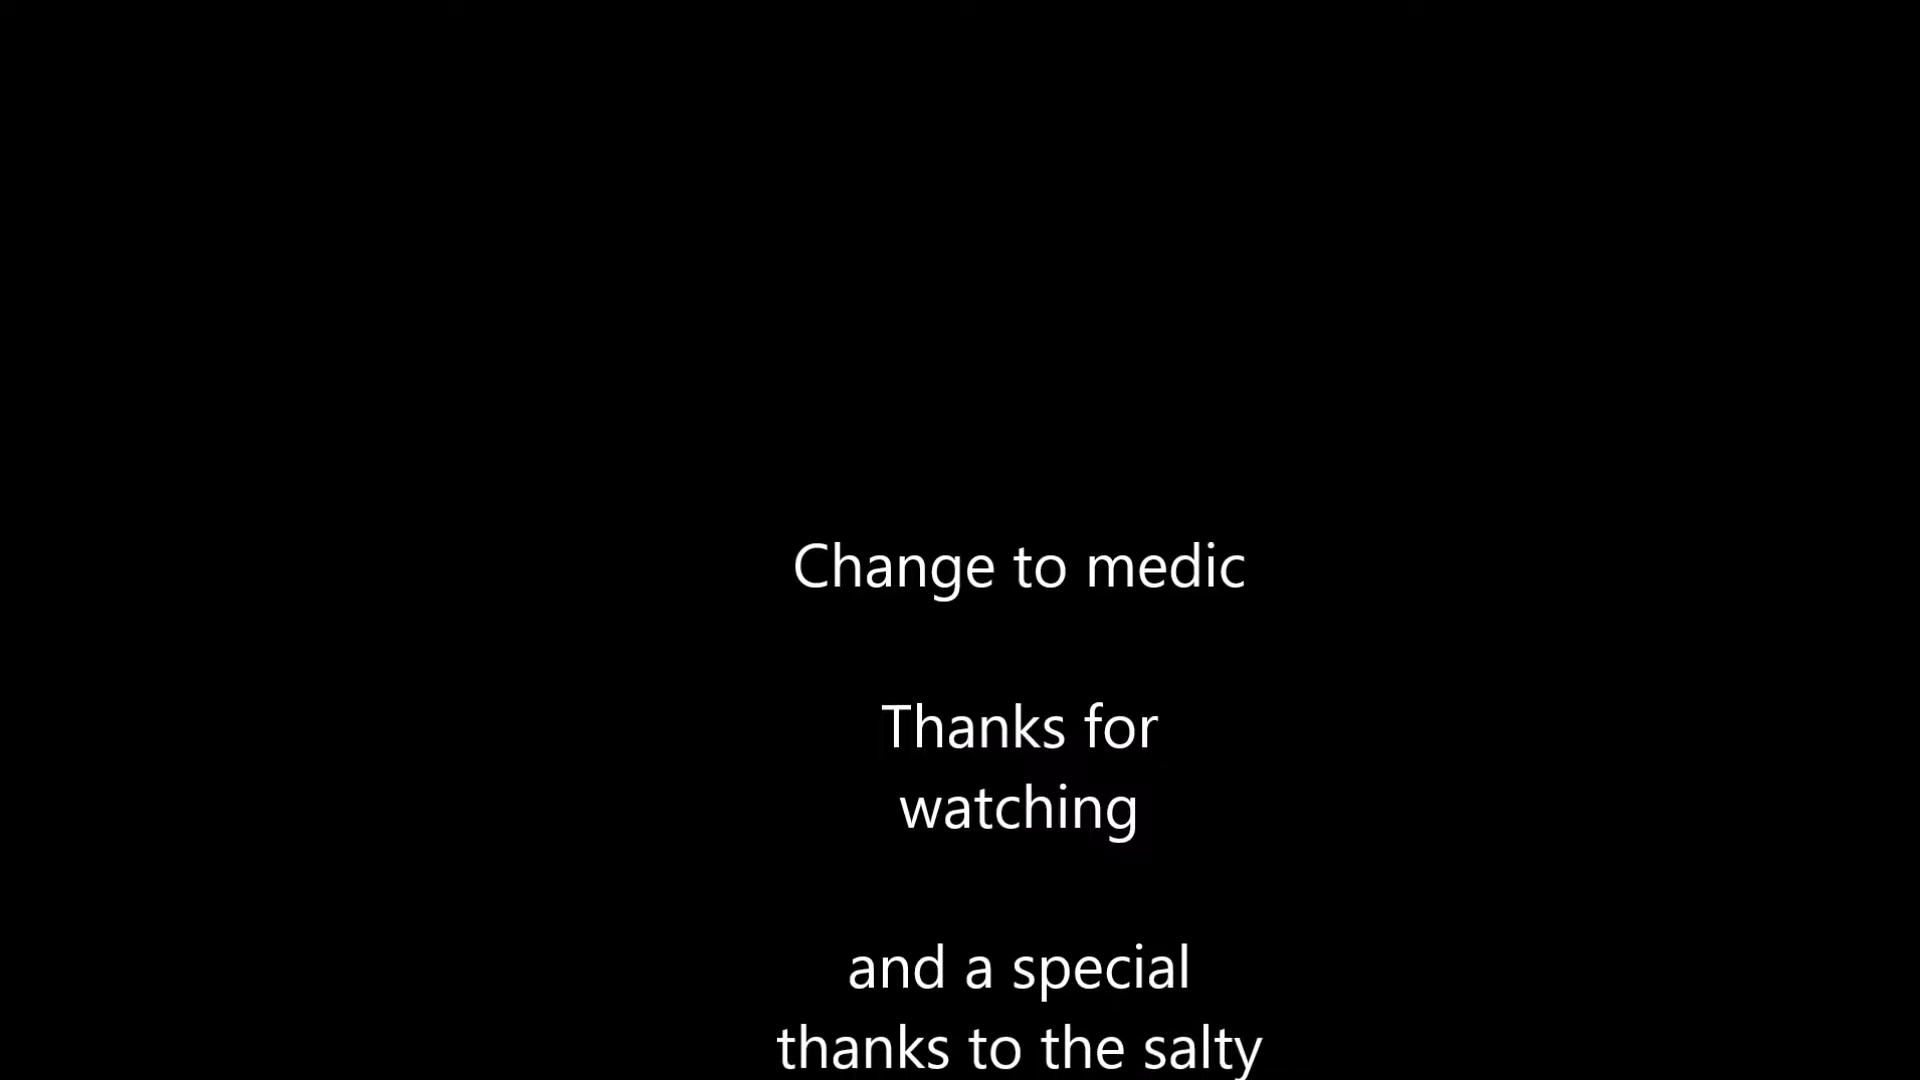 Change to medic
Thanks for
watching
and a special
thanks to the salty